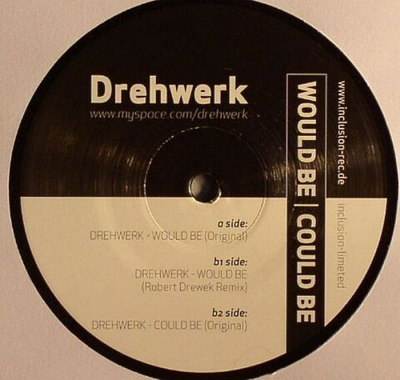 Drehwerk
www.myspace.com/drehwerk
a side:
DREHWERK - WOULD BE (Original)
b1 side:
DREHWERK - WOULD BE
(Robert Drewek Remix)
b2 side:
DREHWERK - COULD BE (Original)
WOULD BE | COULD BE
www.inclusion-rec.de
inclusion-limeted